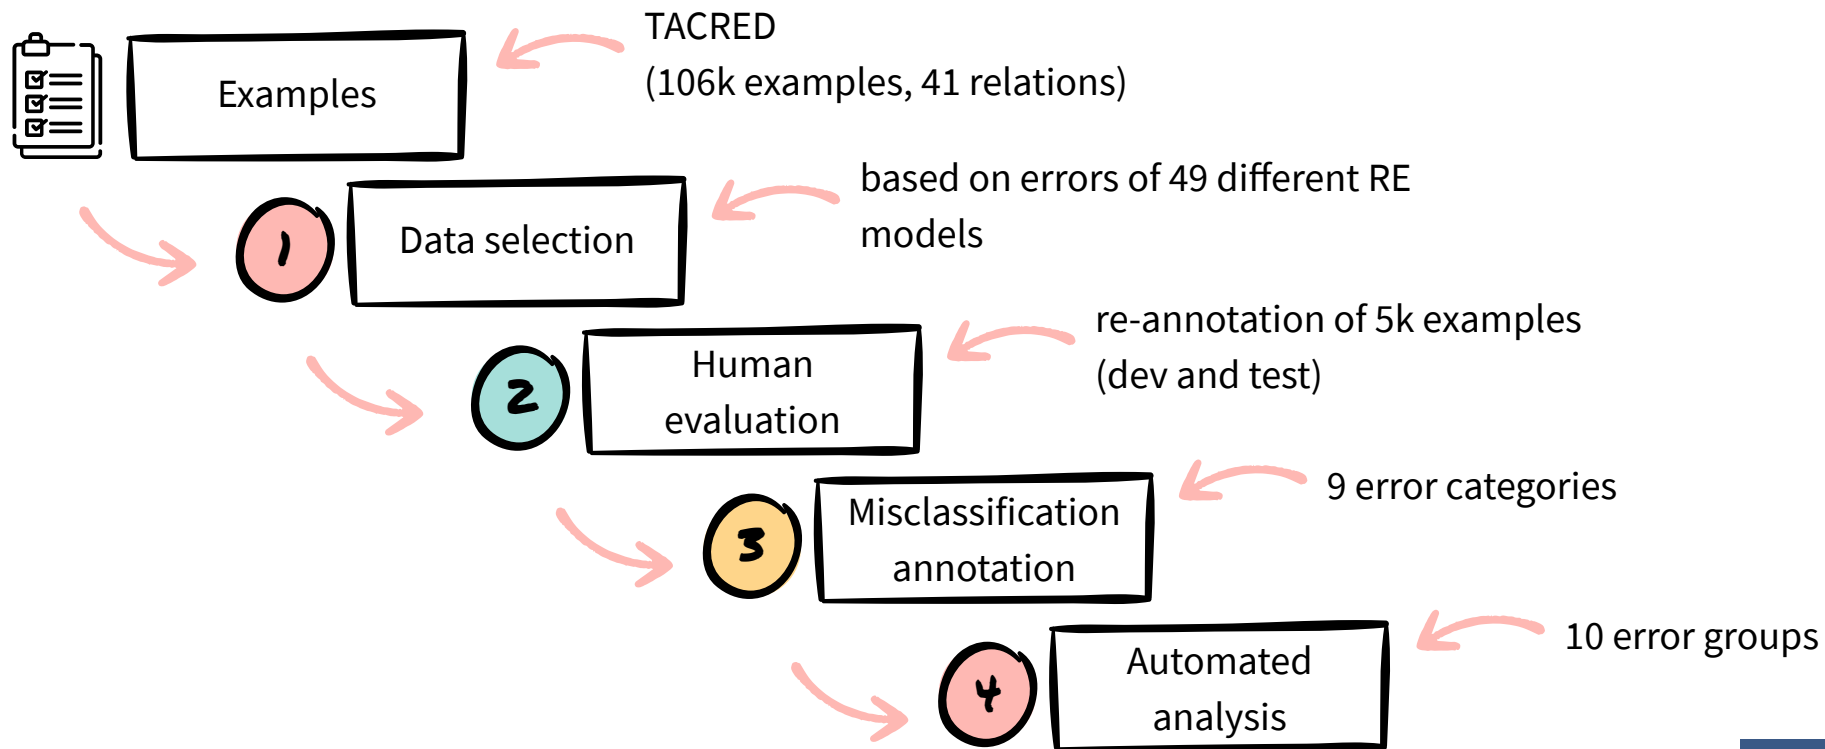 TACRED
(106k examples, 41 relations)
Examples
based on errors of 49 different RE
models
1
Data selection
re-annotation of 5k examples
(dev and test)
2
Human
evaluation
9 error categories
3
Misclassification
annotation
10 error groups
4
Automated
analysis